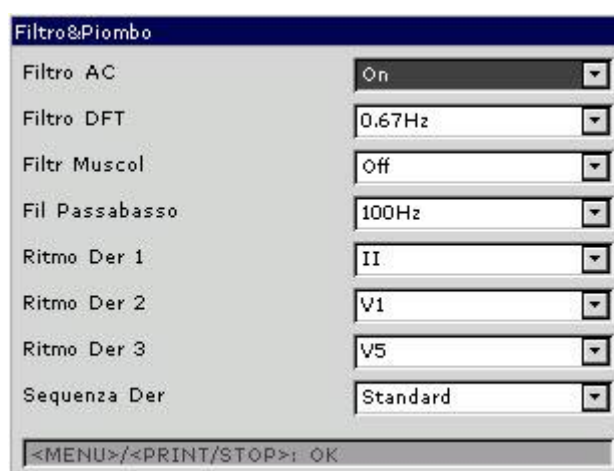 Filtro&Piombo
Filtro AC On
Filtro DFT 0.67Hz
Filtr Muscol Off
Fil Passabasso 100Hz
Ritmo Der 1 II
Ritmo Der 2 V1
Ritmo Der 3 V5
Sequenza Der Standard
<MENU>/<PRINT/STOP>: OK